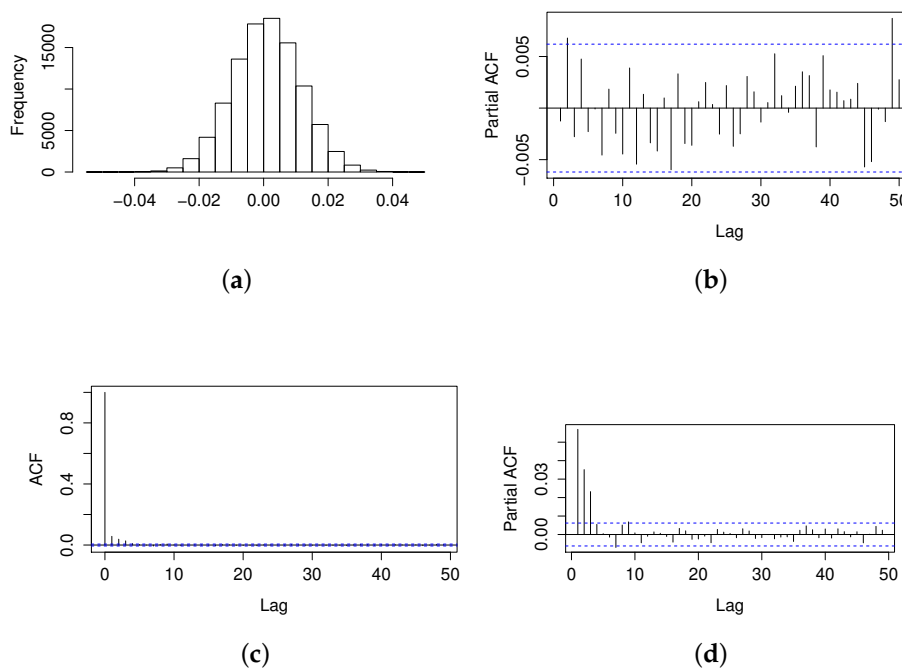 Frequency
0 5000 15000
−0.04 −0.02 0.00 0.02 0.04
(a)
Partial ACF
−0.005 0.005
0 10 20 30 40 50
Lag
(b)
ACF
0.0 0.4 0.8
0 10 20 30 40 50
Lag
(c)
Partial ACF
0.00 0.03
0 10 20 30 40 50
Lag
(d)